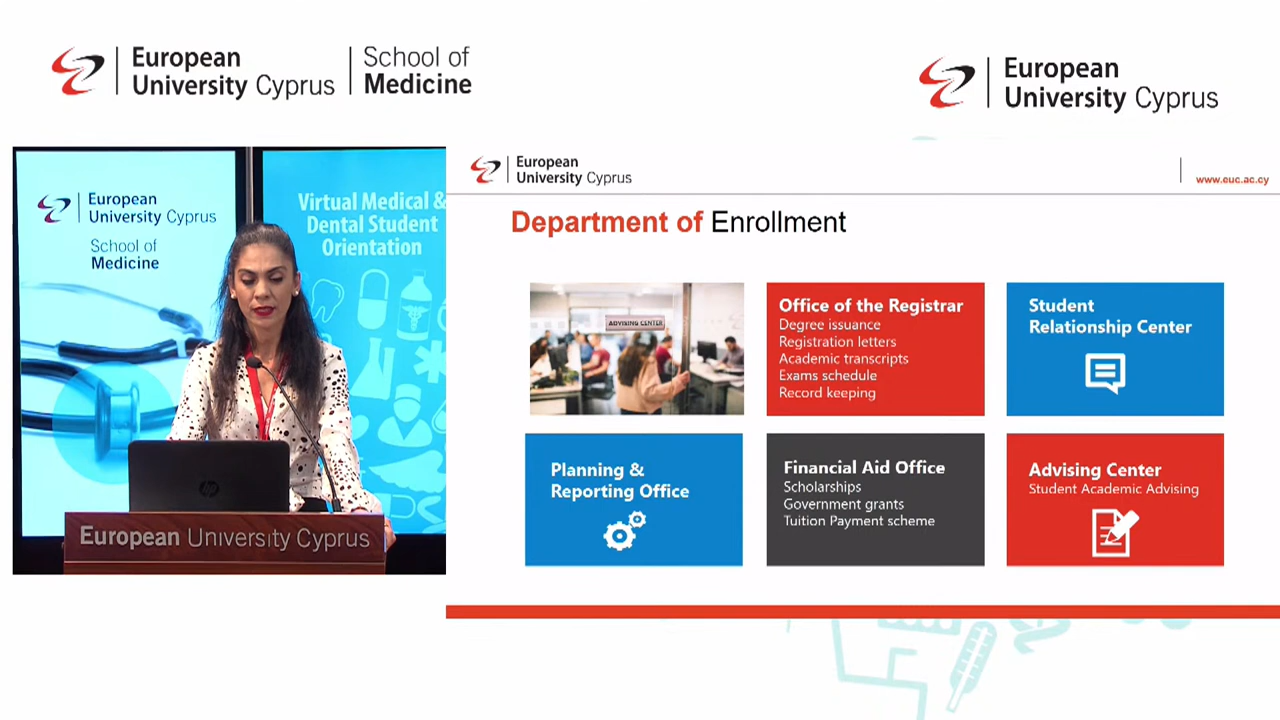 European
University Cyprus
School of
Medicine
European
University Cyprus
European
University Cyprus
School of
Medicine
Virtual Medical &
Dental Student
Orientation
hp
European University Cyprus
European
University Cyprus
www.euc.ac.cy
Department of Enrollment
ADVISING CENTER
Office of the Registrar
Degree issuance
Registration letters
Academic transcripts
Exams schedule
Record keeping
Student
Relationship Center
Planning &
Reporting Office
Financial Aid Office
Scholarships
Government grants
Tuition Payment scheme
Advising Center
Student Academic Advising